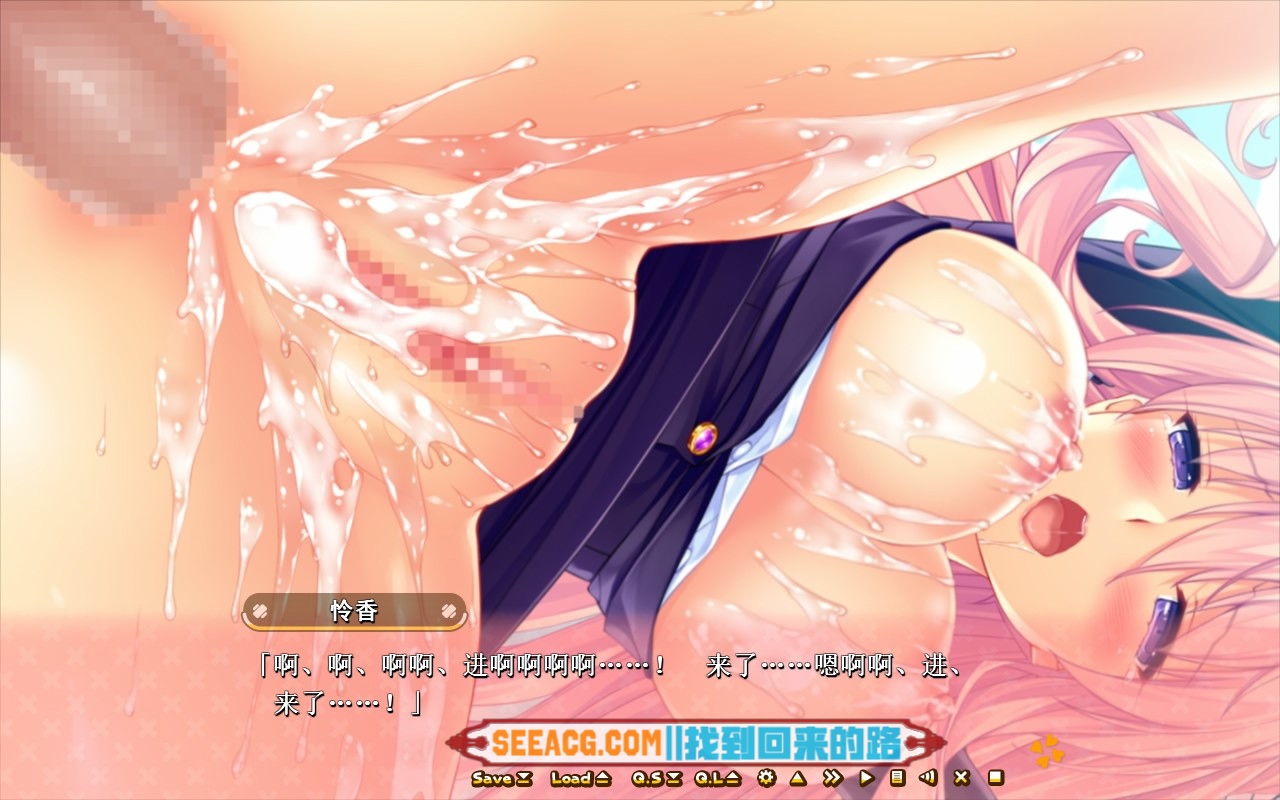 怜香
「啊、啊、啊啊、进啊啊啊啊……！　来了……嗯啊啊、进、
来了……！」
SEEACG.COM||找到回来的路
Save Load Q.S Q.L